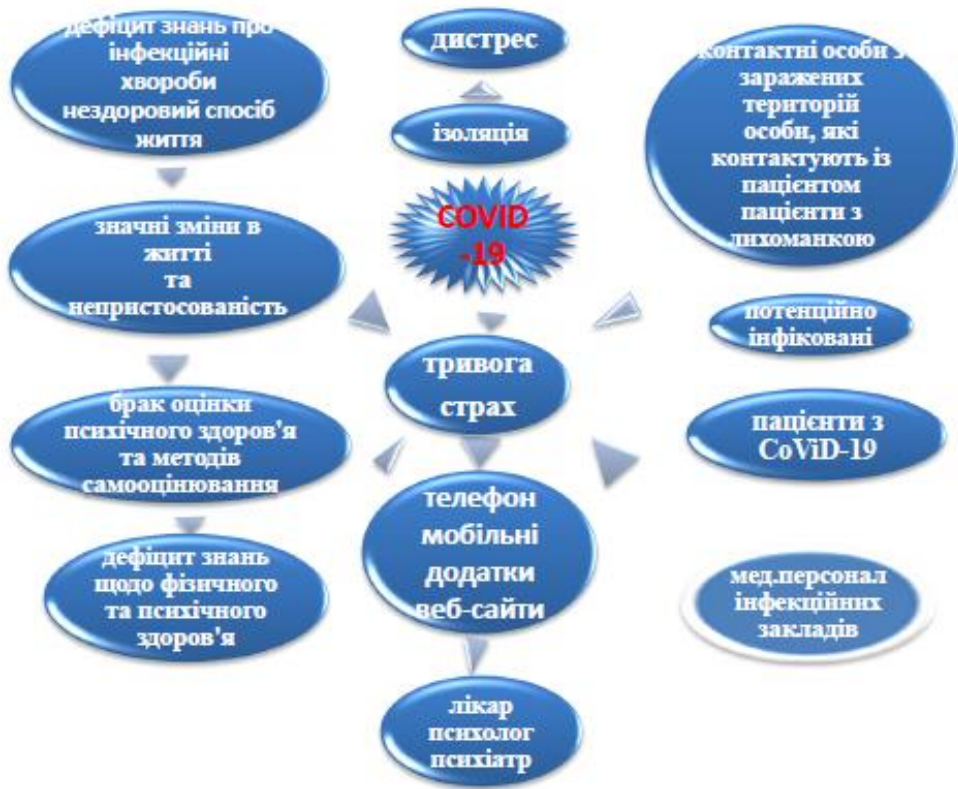 дефіцит знань про
інфекційні
хвороби
нездоровий спосіб
життя
значні зміни в
житті
та
непристосованість
брак оцінки
психічного здоров'я
та методів
самооцінювання
дефіцит знань
щодо фізичного
та психічного
здоров'я
дистрес
ізоляція
COVID
-19
тривога
страх
телефон
мобільні
додатки
веб-сайти
лікар
психолог
психіатр
контактні особи з
заражених
територій
особи, які
контактують із
пацієнтом
пацієнти з
лихоманкою
потенційно
інфіковані
пацієнти з
CoViD-19
мед.персонал
інфекційних
закладів